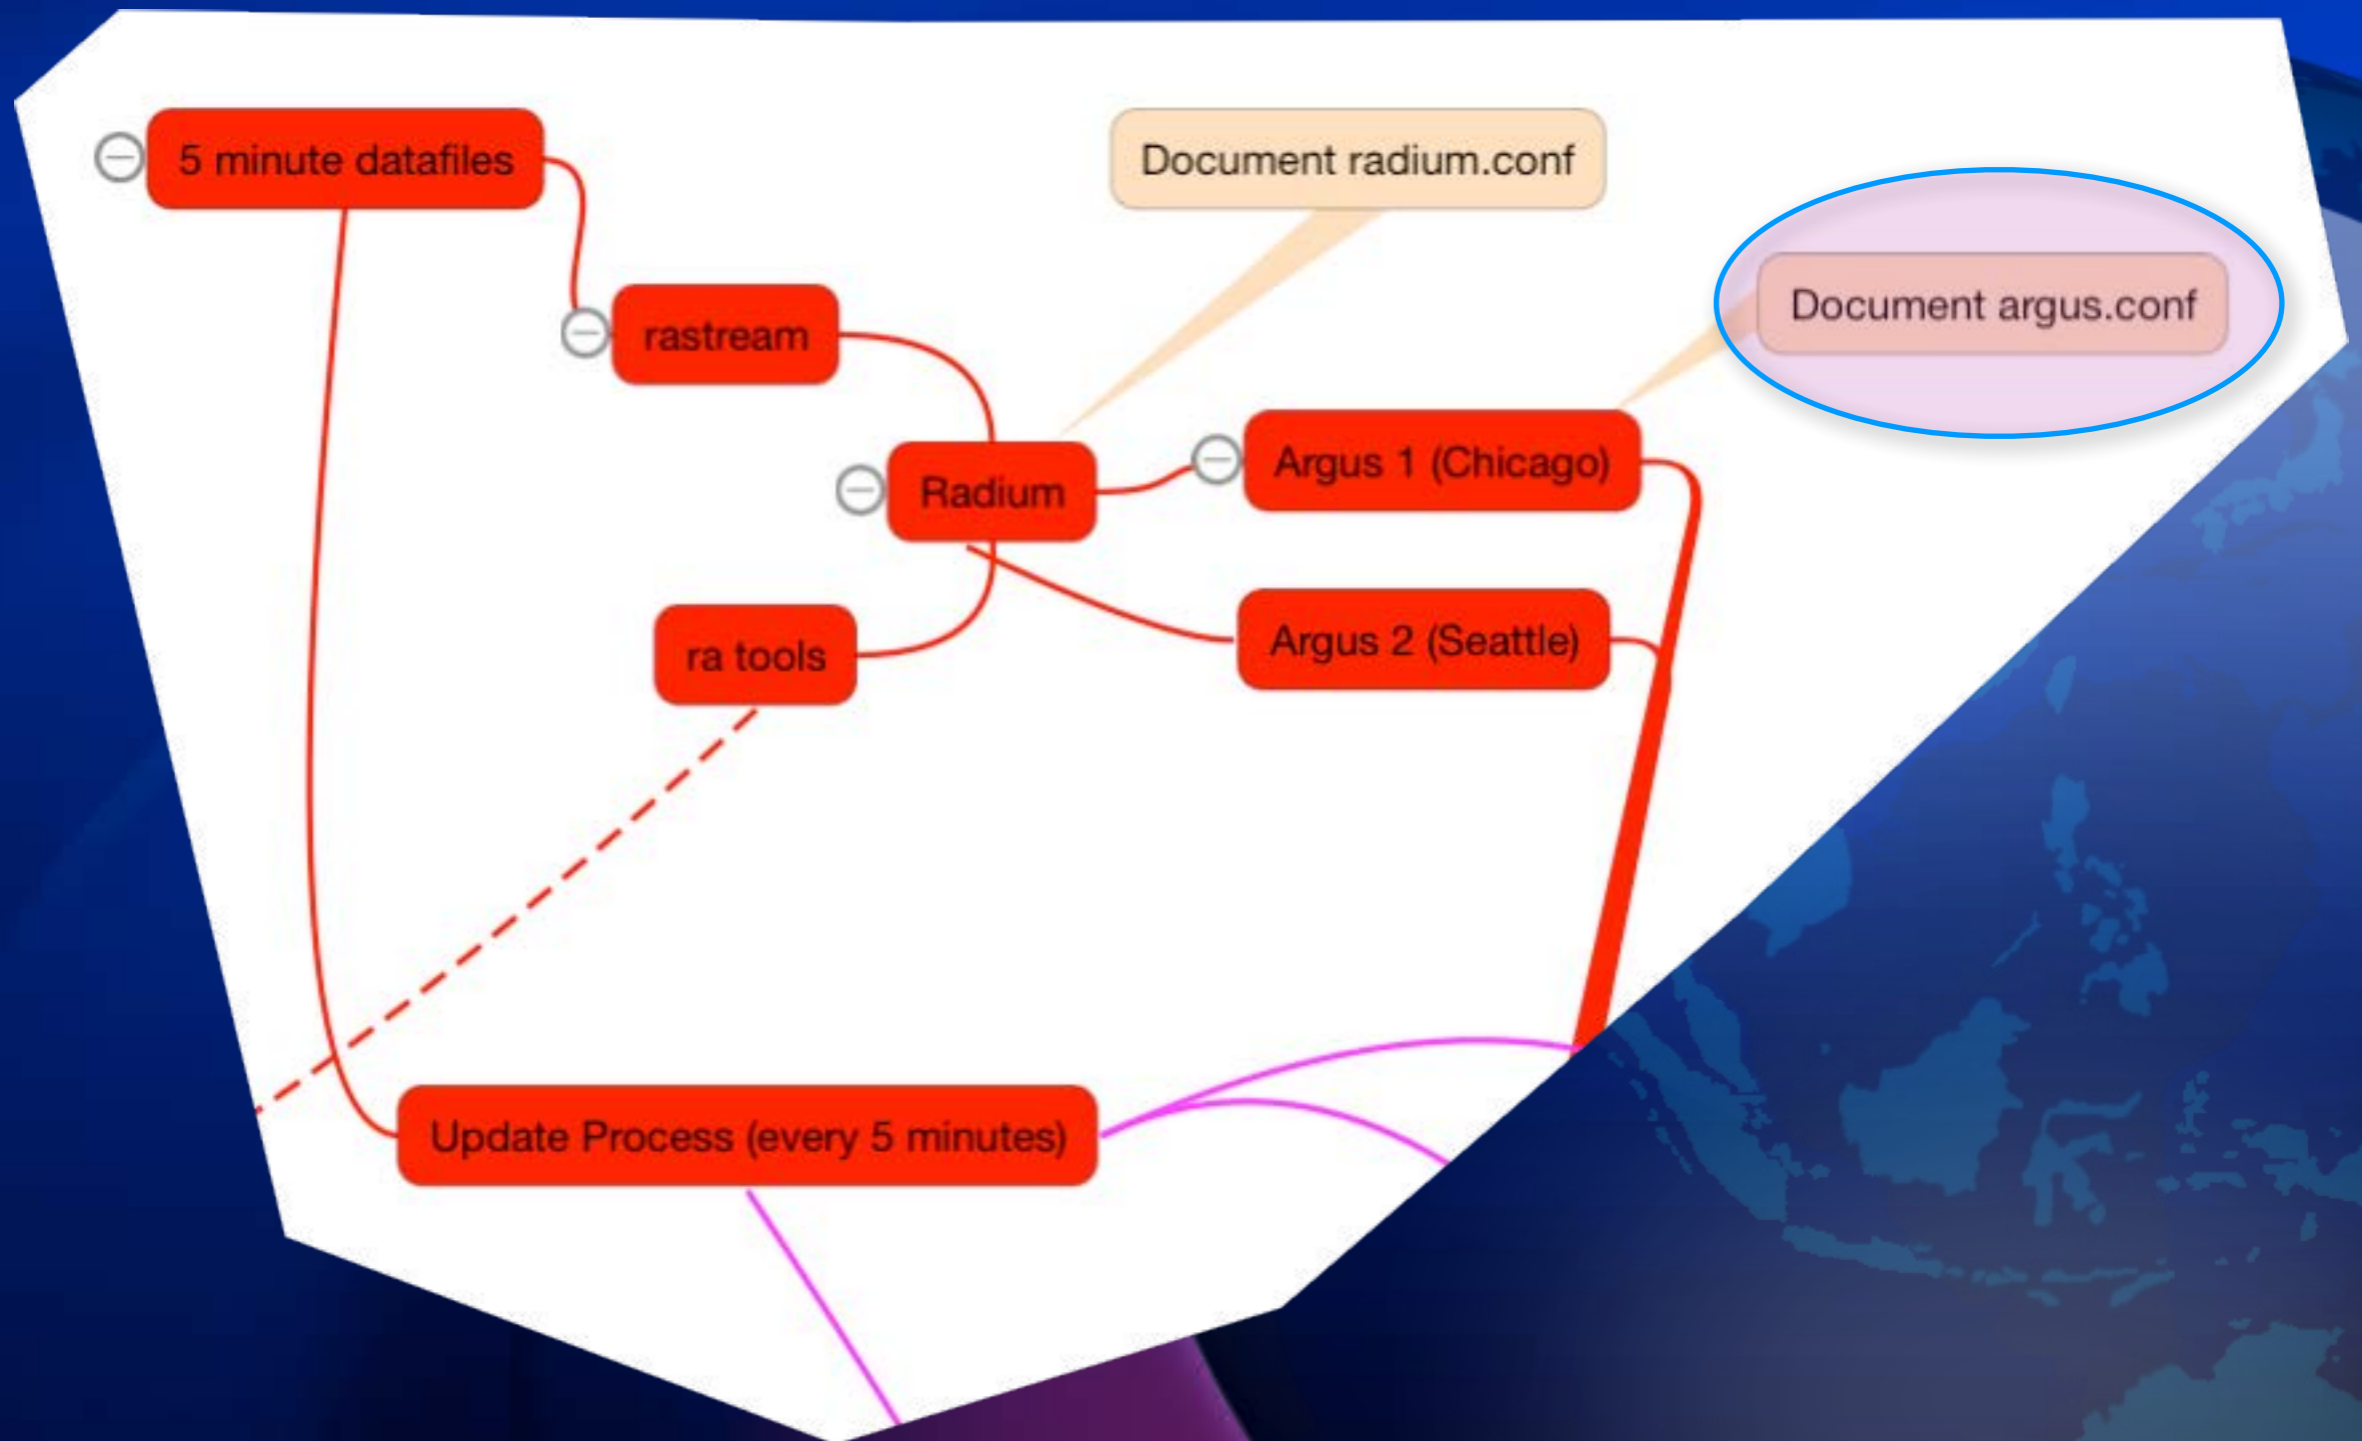 5 minute datafiles
Document radium.conf
Document argus.conf
rastream
Argus 1 (Chicago)
Radium
Argus 2 (Seattle)
ra tools
Update Process (every 5 minutes)